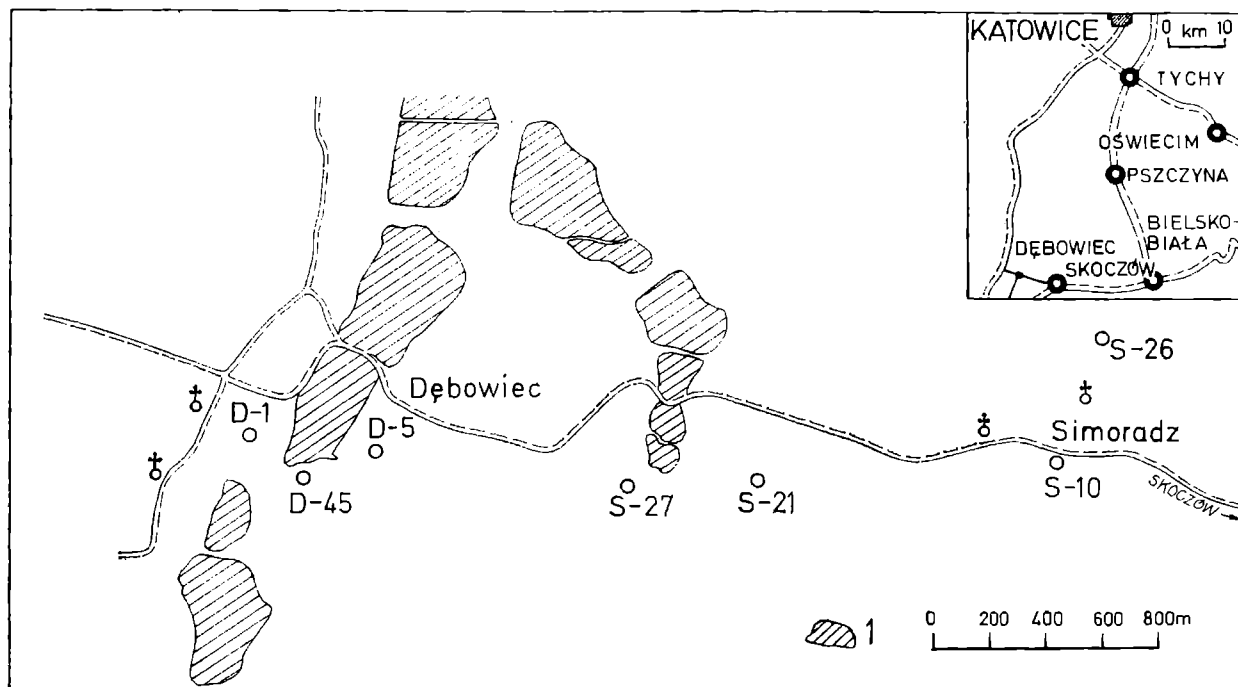 KATOWICE
0 km 10
TYCHY
OŚWIECIM
PSZCZYNA
BIELSKO-
BIAŁA
DĘBOWIEC
SKOCZÓW
S-26
Dębowiec
D-1
D-5
Simoradz
D-45
S-27
S-21
S-10
SKOCZÓW
1
0 200 400 600 800m